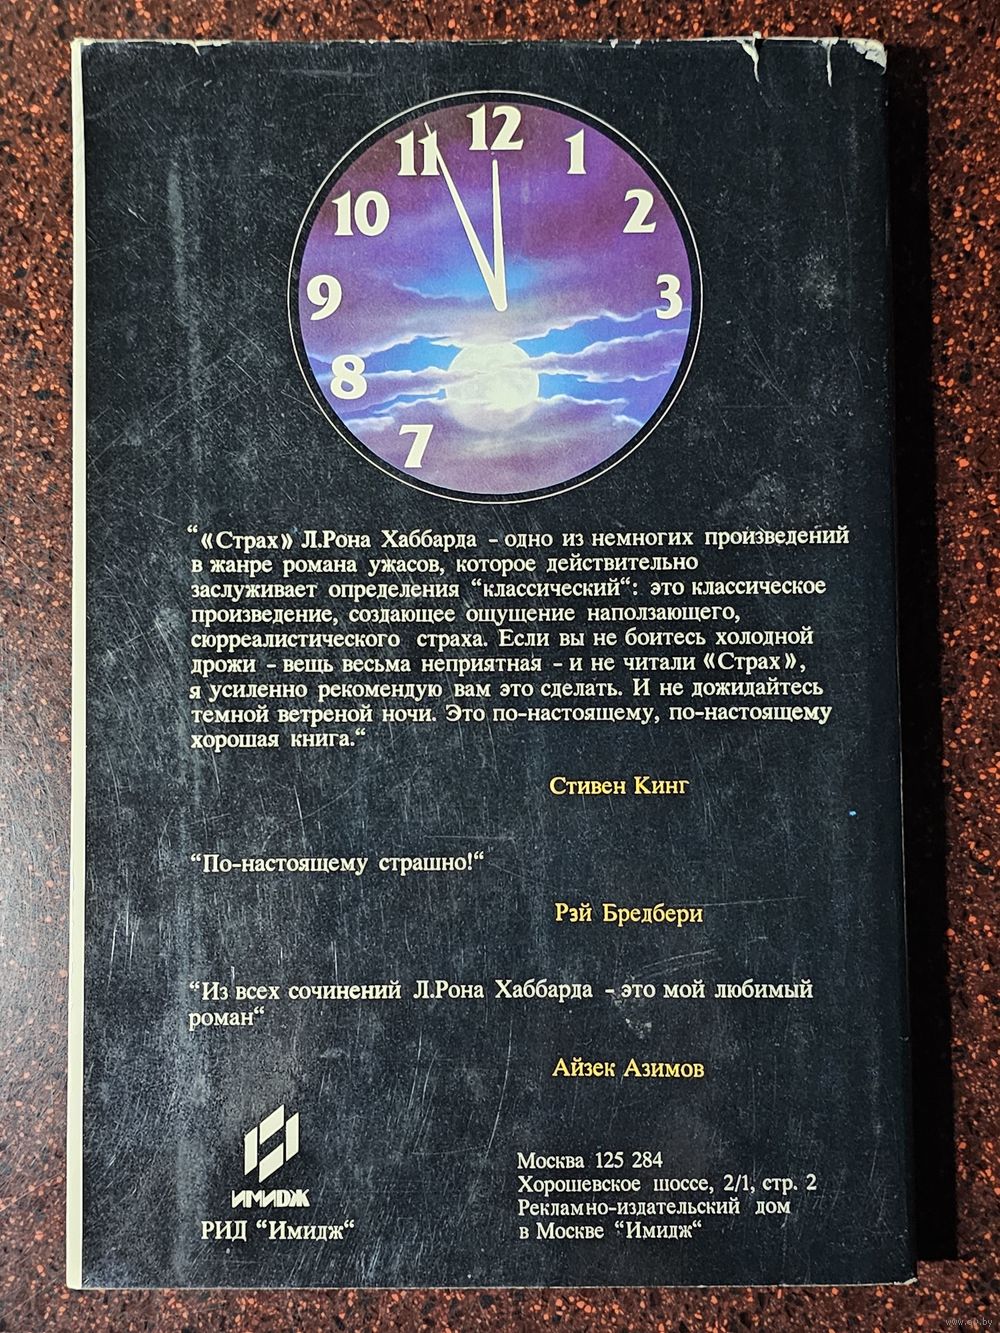 12
11
1
10
2
9
3
8
7
“«Страх» Л.Рона Хаббарда - одно из немногих произведений
в жанре романа ужасов, которое действительно
заслуживает определения “классический“: это классическое
произведение, создающее ощущение наползающего,
сюрреалистического страха. Если вы не боитесь холодной
дрожи - вещь весьма неприятная - и не читали «Страх»,
я усиленно рекомендую вам это сделать. И не дожидайтесь
темной ветреной ночи. Это по-настоящему, по-настоящему
хорошая книга.“
Стивен Кинг
“По-настоящему страшно!“
Рэй Бредбери
“Из всех сочинений Л.Рона Хаббарда - это мой любимый
роман“
Айзек Азимов
ИМИДЖ
РИД “Имидж“
Москва 125 284
Хорошевское шоссе, 2/1, стр. 2
Рекламно-издательский дом
в Москве “Имидж“
www.ay.by